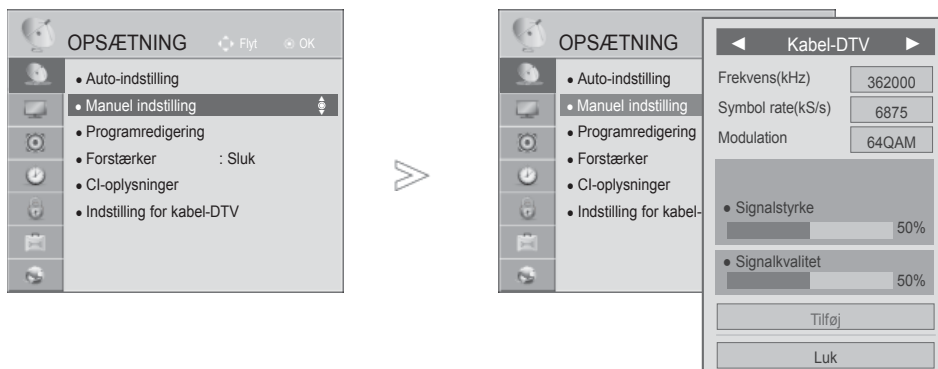 OPSÆTNING Flyt OK
● Auto-indstilling
● Manuel indstilling
● Programredigering
● Forstærker : Sluk
● CI-oplysninger
● Indstilling for kabel-DTV
OPSÆTNING
● Auto-indstilling
● Manuel indstilling
● Programredigering
● Forstærker
● CI-oplysninger
● Indstilling for kabel-
◄ Kabel-DTV ►
Frekvens(kHz) 362000
Symbol rate(kS/s) 6875
Modulation 64QAM
● Signalstyrke
50%
● Signalkvalitet
50%
Tilføj
Luk